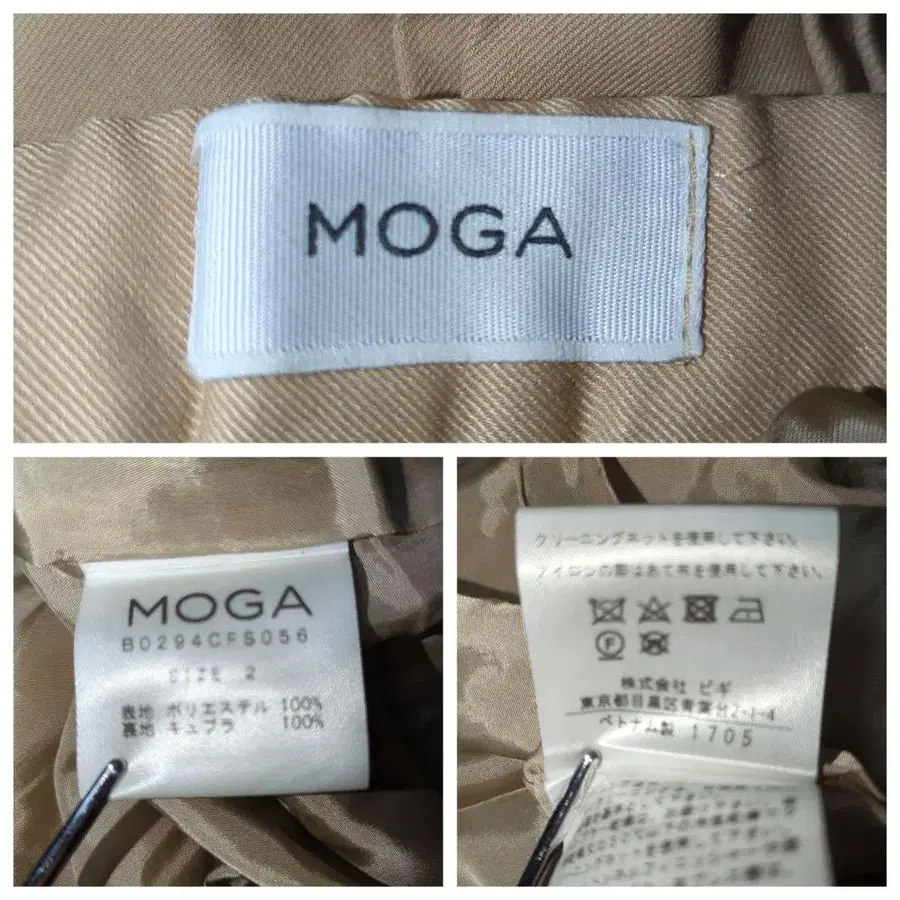 MOGA
MOGA
B0294CFS056
SIZE 2
表地 ポリエステル 100%
裏地 キュプラ 100%
クリーニングネットを使用して下さい。
アイロンの際はあて布を使用して下さい。
F
株式会社 ビギ
東京都目黒区青葉台2-1-4
ベトナム製 1705